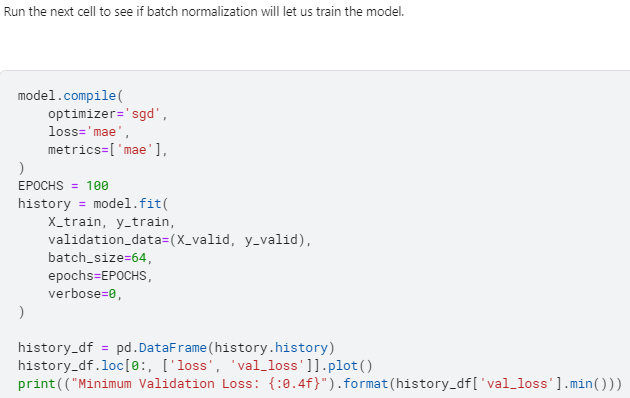 Run the next cell to see if batch normalization will let us train the model.
model.compile(
    optimizer='sgd',
    loss='mae',
    metrics=['mae'],
)
EPOCHS = 100
history = model.fit(
    X_train, y_train,
    validation_data=(X_valid, y_valid),
    batch_size=64,
    epochs=EPOCHS,
    verbose=0,
)
history_df = pd.DataFrame(history.history)
history_df.loc[0:, ['loss', 'val_loss']].plot()
print(("Minimum Validation Loss: {:0.4f}").format(history_df['val_loss'].min()))